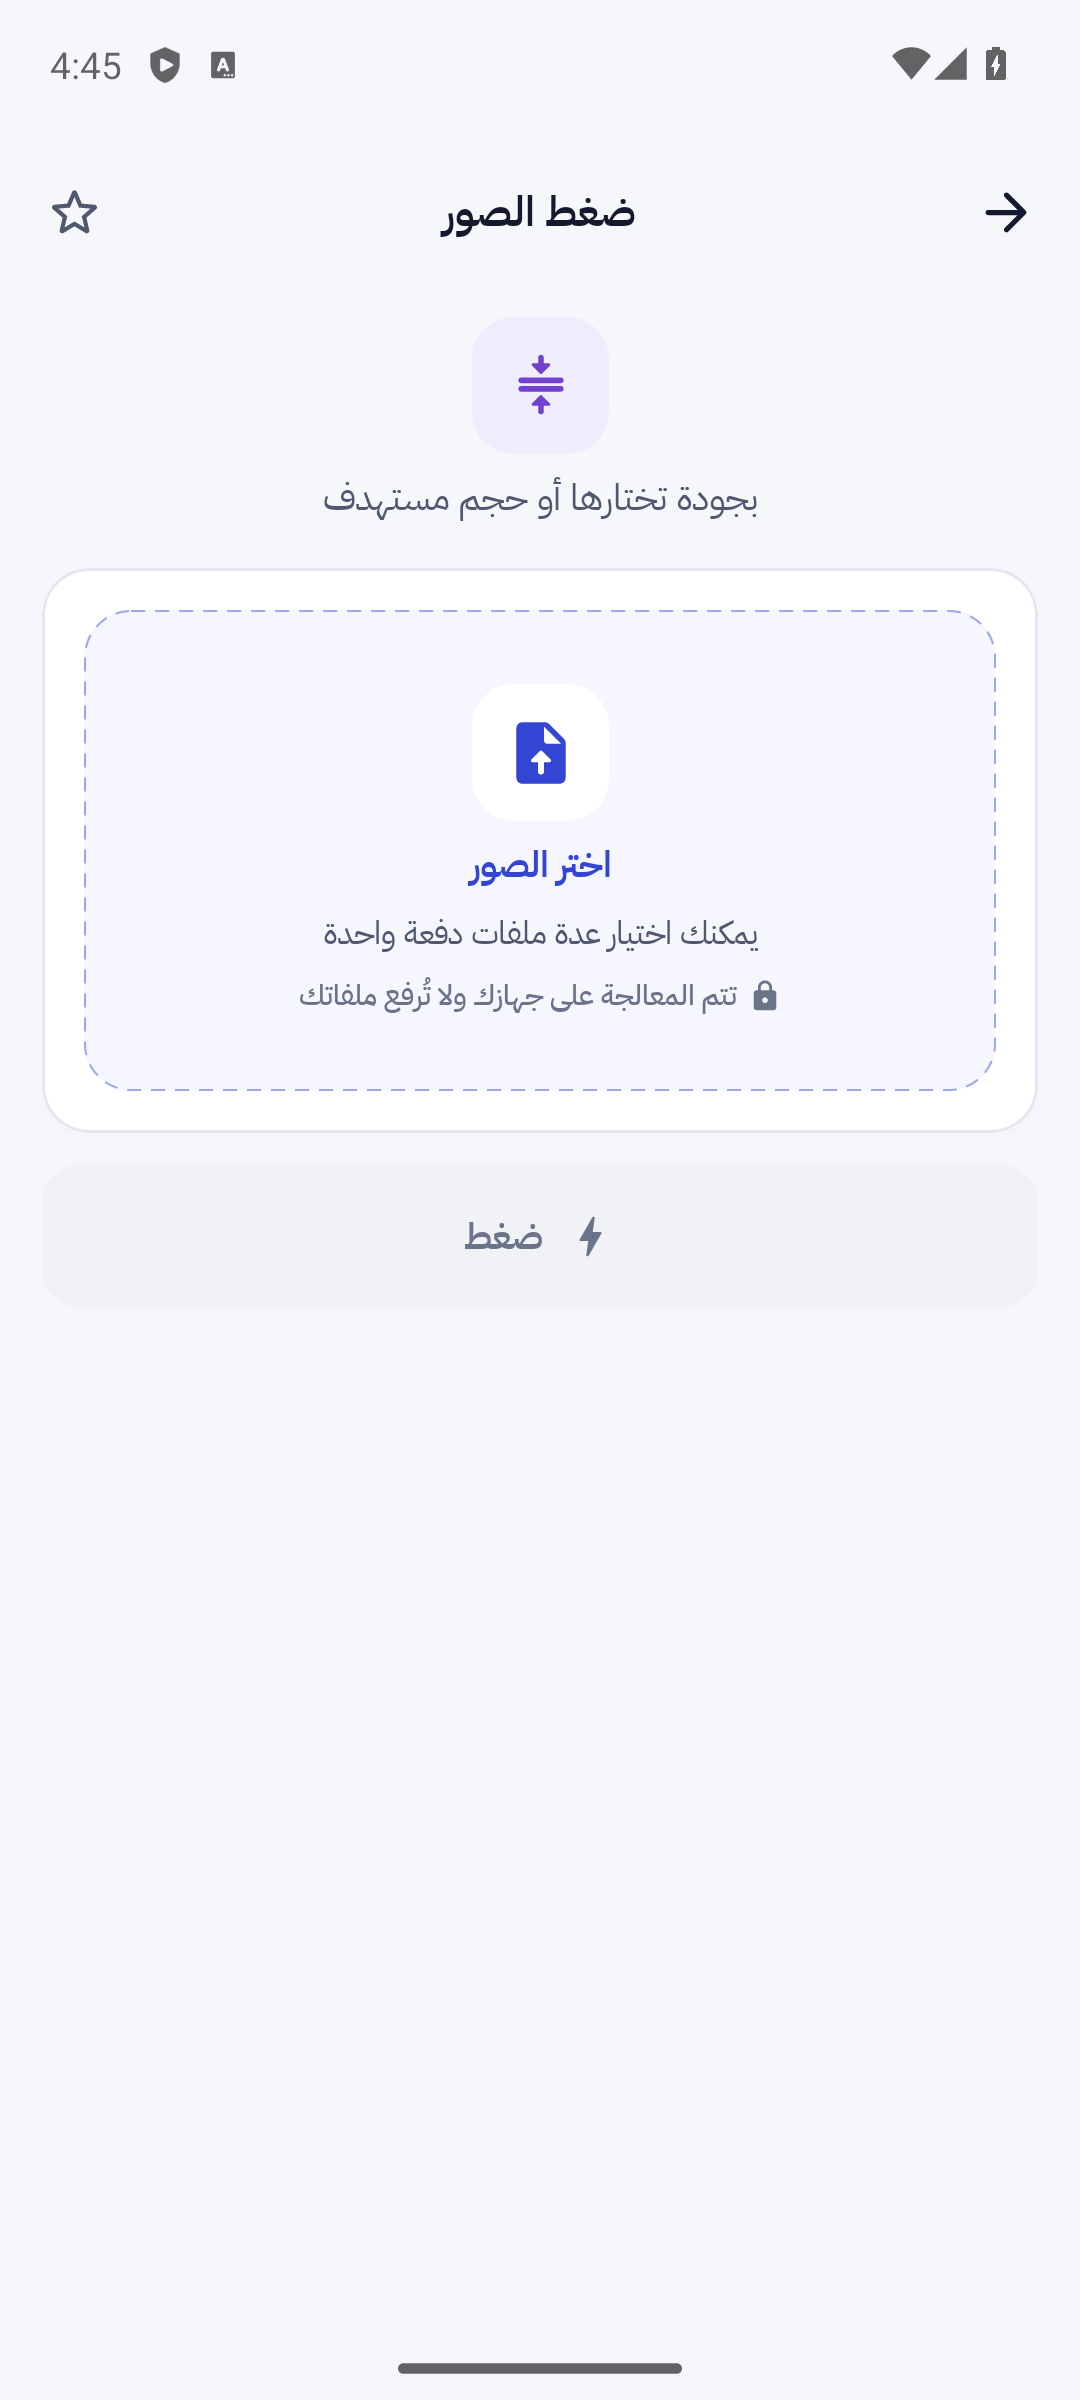 4:45
ضغط الصور
بجودة تختارها أو حجم مستهدف
اختر الصور
يمكنك اختيار عدة ملفات دفعة واحدة
تتم المعالجة على جهازك ولا تُرفع ملفاتك
ضغط